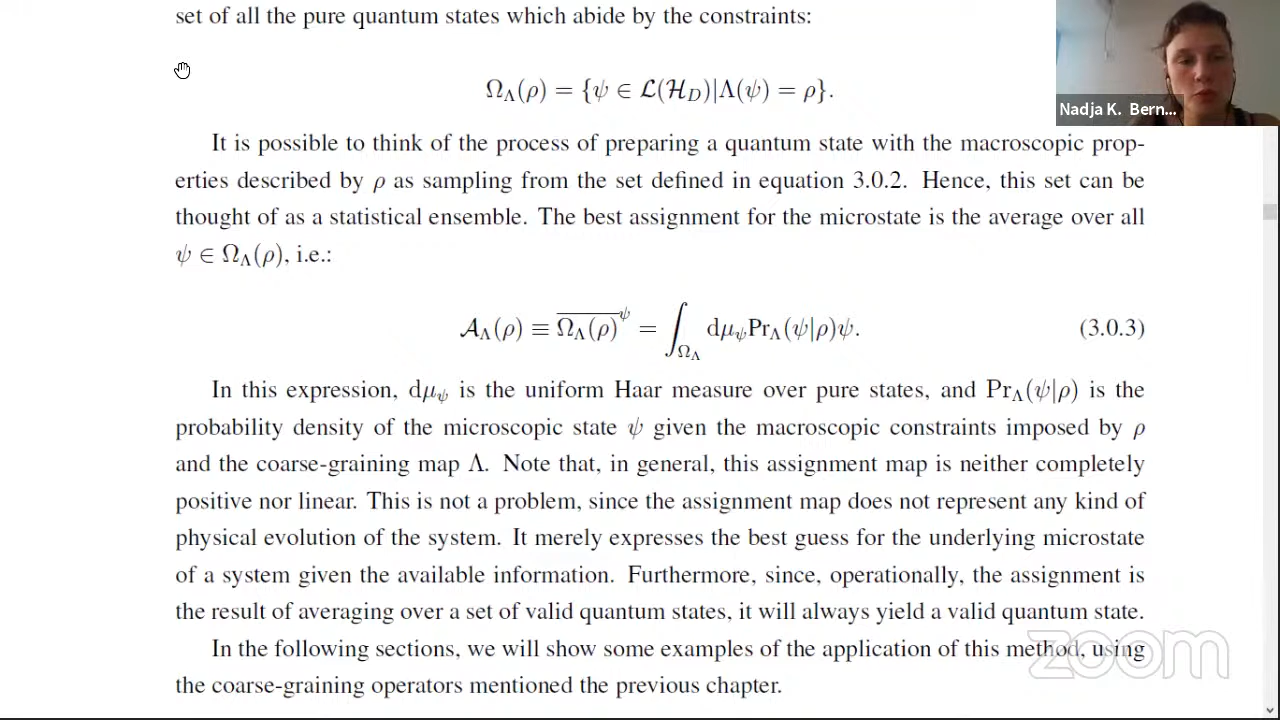 set of all the pure quantum states which abide by the constraints:
Ω_Λ(ρ) = {ψ ∈ 𝓛(𝓗_D)|Λ(ψ) = ρ}.
Nadja K. Bern...
It is possible to think of the process of preparing a quantum state with the macroscopic prop-
erties described by ρ as sampling from the set defined in equation 3.0.2. Hence, this set can be
thought of as a statistical ensemble. The best assignment for the microstate is the average over all
ψ ∈ Ω_Λ(ρ), i.e.:
𝒜_Λ(ρ) ≡ \overline{Ω_Λ(ρ)}^ψ = ∫_{Ω_Λ} dμ_ψ Pr_Λ(ψ|ρ)ψ. (3.0.3)
In this expression, dμ_ψ is the uniform Haar measure over pure states, and Pr_Λ(ψ|ρ) is the
probability density of the microscopic state ψ given the macroscopic constraints imposed by ρ
and the coarse-graining map Λ. Note that, in general, this assignment map is neither completely
positive nor linear. This is not a problem, since the assignment map does not represent any kind of
physical evolution of the system. It merely expresses the best guess for the underlying microstate
of a system given the available information. Furthermore, since, operationally, the assignment is
the result of averaging over a set of valid quantum states, it will always yield a valid quantum state.
In the following sections, we will show some examples of the application of this method, using
the coarse-graining operators mentioned the previous chapter.
zoom